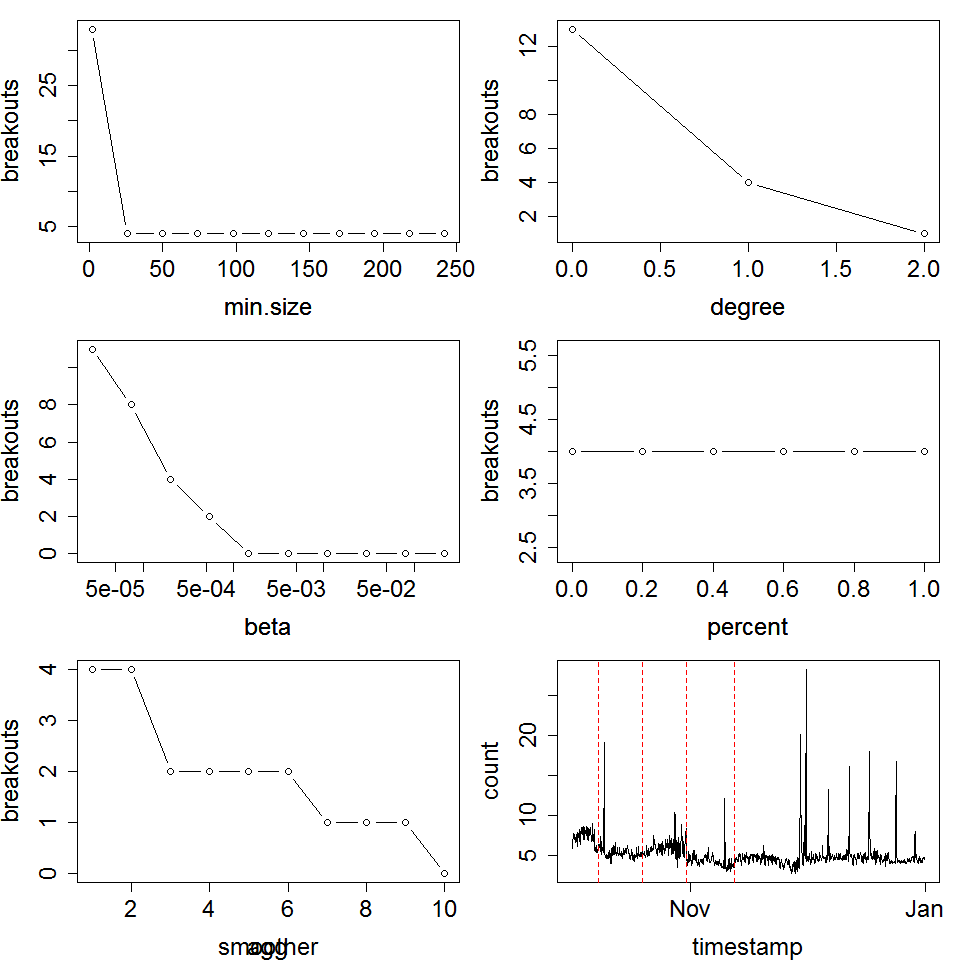 breakouts
5 15 25
0 50 100 150 200 250
min.size
breakouts
2 4 6 8 12
0.0 0.5 1.0 1.5 2.0
degree
breakouts
0 2 4 6 8
5e-05 5e-04 5e-03 5e-02
beta
breakouts
2.5 3.5 4.5 5.5
0.0 0.2 0.4 0.6 0.8 1.0
percent
breakouts
0 1 2 3 4
2 4 6 8 10
smoother
count
5 10 20
Nov Jan
timestamp